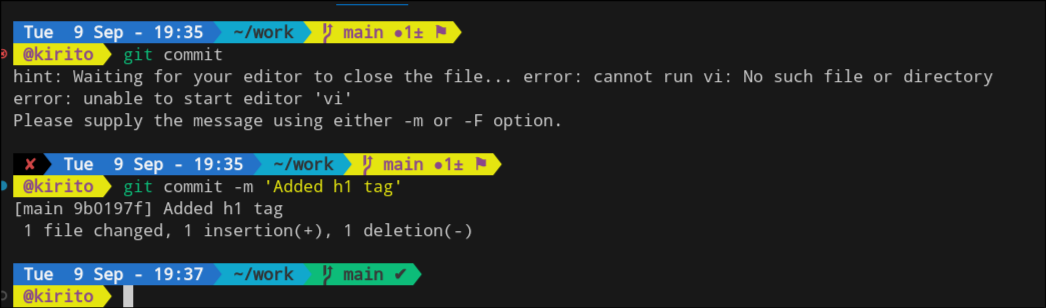 Tue  9 Sep - 19:35 ~/work main ●1± ⚑
@kirito git commit
hint: Waiting for your editor to close the file... error: cannot run vi: No such file or directory
error: unable to start editor 'vi'
Please supply the message using either -m or -F option.
✘ Tue  9 Sep - 19:35 ~/work main ●1± ⚑
@kirito git commit -m 'Added h1 tag'
[main 9b0197f] Added h1 tag
 1 file changed, 1 insertion(+), 1 deletion(-)
Tue  9 Sep - 19:37 ~/work main ✔
@kirito